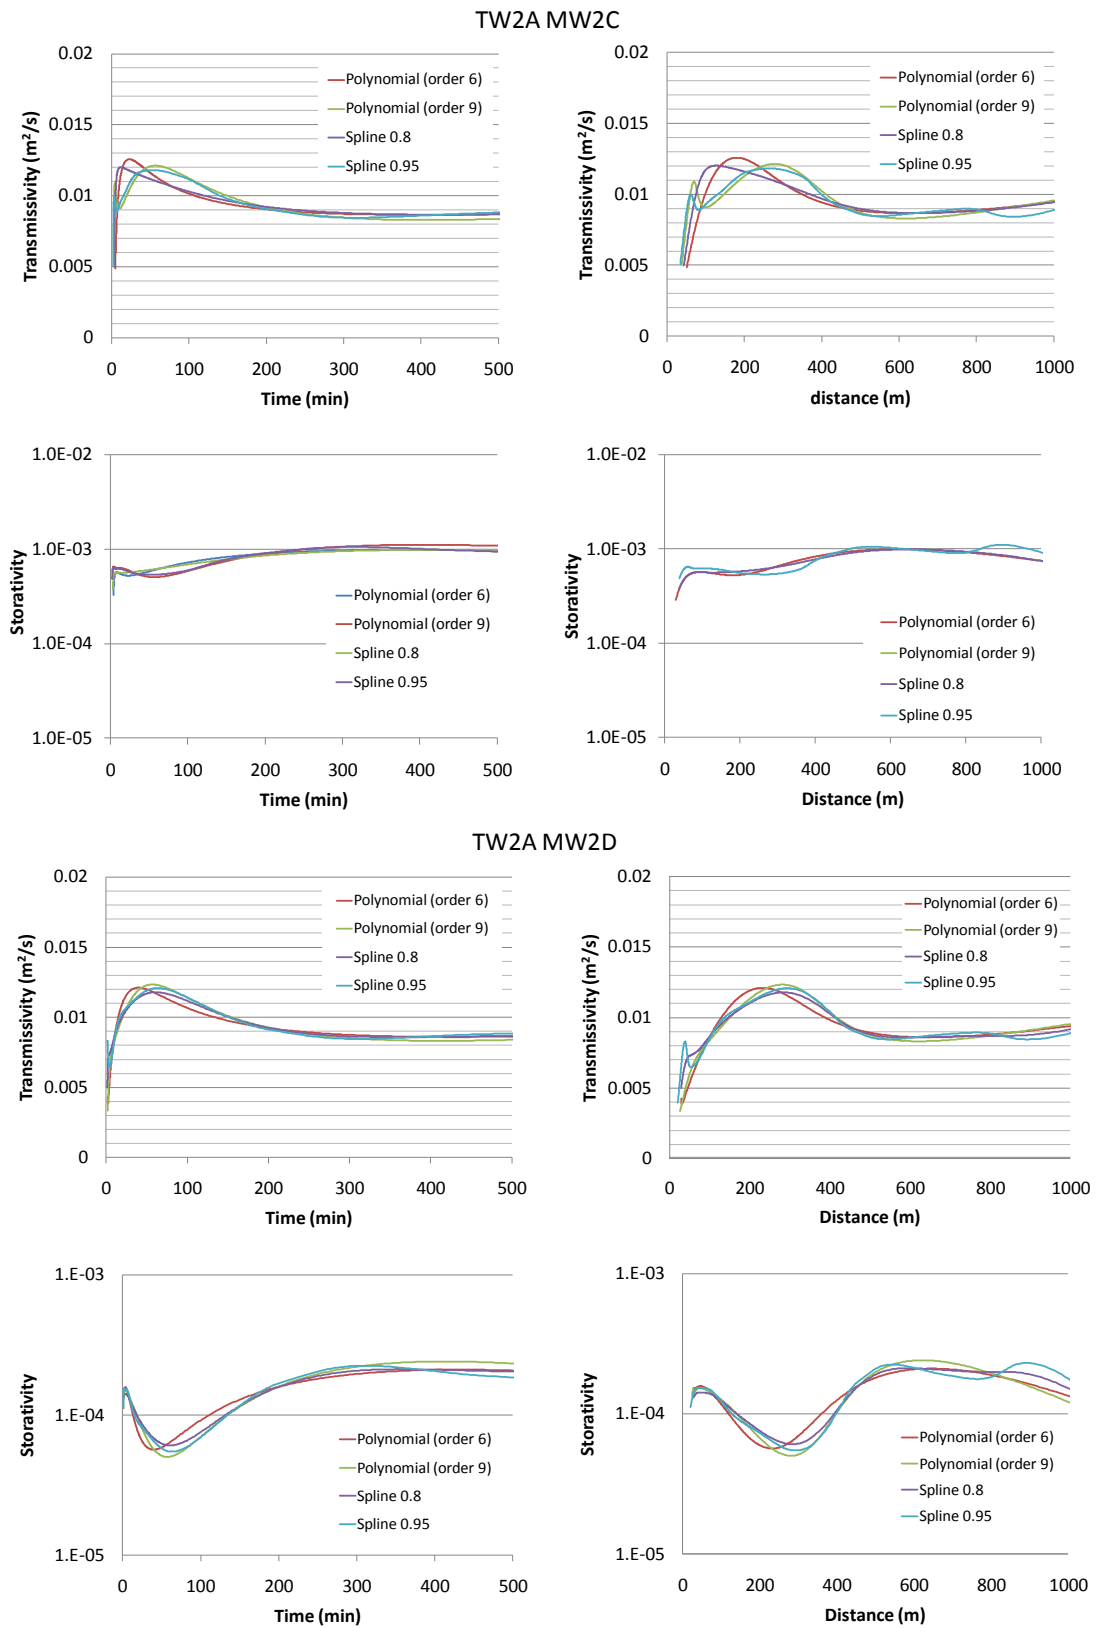 TW2A MW2C
0.02
0.015
0.01
0.005
0
Transmissivity (m²/s)
Polynomial (order 6)
Polynomial (order 9)
Spline 0.8
Spline 0.95
0 100 200 300 400 500
Time (min)
0.02
0.015
0.01
0.005
0
Transmissivity (m²/s)
Polynomial (order 6)
Polynomial (order 9)
Spline 0.8
Spline 0.95
0 200 400 600 800 1000
distance (m)
1.0E-02
1.0E-03
1.0E-04
1.0E-05
Storativity
Polynomial (order 6)
Polynomial (order 9)
Spline 0.8
Spline 0.95
0 100 200 300 400 500
Time (min)
1.0E-02
1.0E-03
1.0E-04
1.0E-05
Storativity
Polynomial (order 6)
Polynomial (order 9)
Spline 0.8
Spline 0.95
0 200 400 600 800 1000
Distance (m)
TW2A MW2D
0.02
0.015
0.01
0.005
0
Transmissivity (m²/s)
Polynomial (order 6)
Polynomial (order 9)
Spline 0.8
Spline 0.95
0 100 200 300 400 500
Time (min)
0.02
0.015
0.01
0.005
0
Transmissivity (m²/s)
Polynomial (order 6)
Polynomial (order 9)
Spline 0.8
Spline 0.95
0 200 400 600 800 1000
Distance (m)
1.E-03
1.E-04
1.E-05
Storativity
Polynomial (order 6)
Polynomial (order 9)
Spline 0.8
Spline 0.95
0 100 200 300 400 500
Time (min)
1.E-03
1.E-04
1.E-05
Storativity
Polynomial (order 6)
Polynomial (order 9)
Spline 0.8
Spline 0.95
0 200 400 600 800 1000
Distance (m)